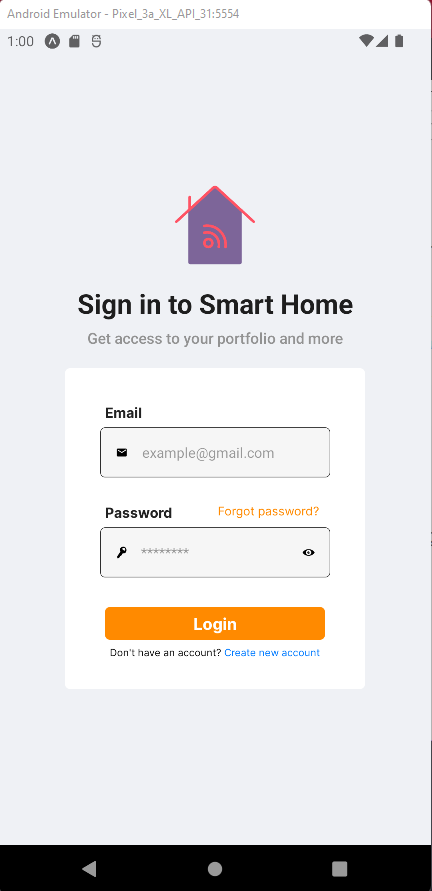 Android Emulator - Pixel_3a_XL_API_31:5554
1:00
Sign in to Smart Home
Get access to your portfolio and more
Email
example@gmail.com
Password Forgot password?
********
Login
Don't have an account? Create new account